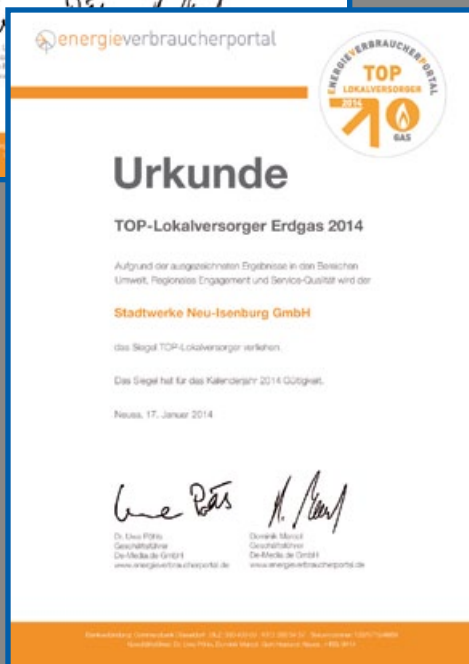 energieverbraucherportal
ENERGIEVERBRAUCHERPORTAL
TOP
LOKALVERSORGER
2014
GAS
Urkunde
TOP-Lokalversorger Erdgas 2014
Aufgrund der ausgezeichneten Ergebnisse in den Bereichen
Umwelt, Regionales Engagement und Service-Qualität wird der
Stadtwerke Neu-Isenburg GmbH
das Siegel TOP-Lokalversorger verliehen.
Das Siegel hat für das Kalenderjahr 2014 Gültigkeit.
Neuss, 17. Januar 2014
Dr. Uwe Pöhls
Geschäftsführer
De-Media.de GmbH
www.energieverbraucherportal.de
Dominik
Geschäftsführer
De-Media.de GmbH
www.energieverbraucherportal.de